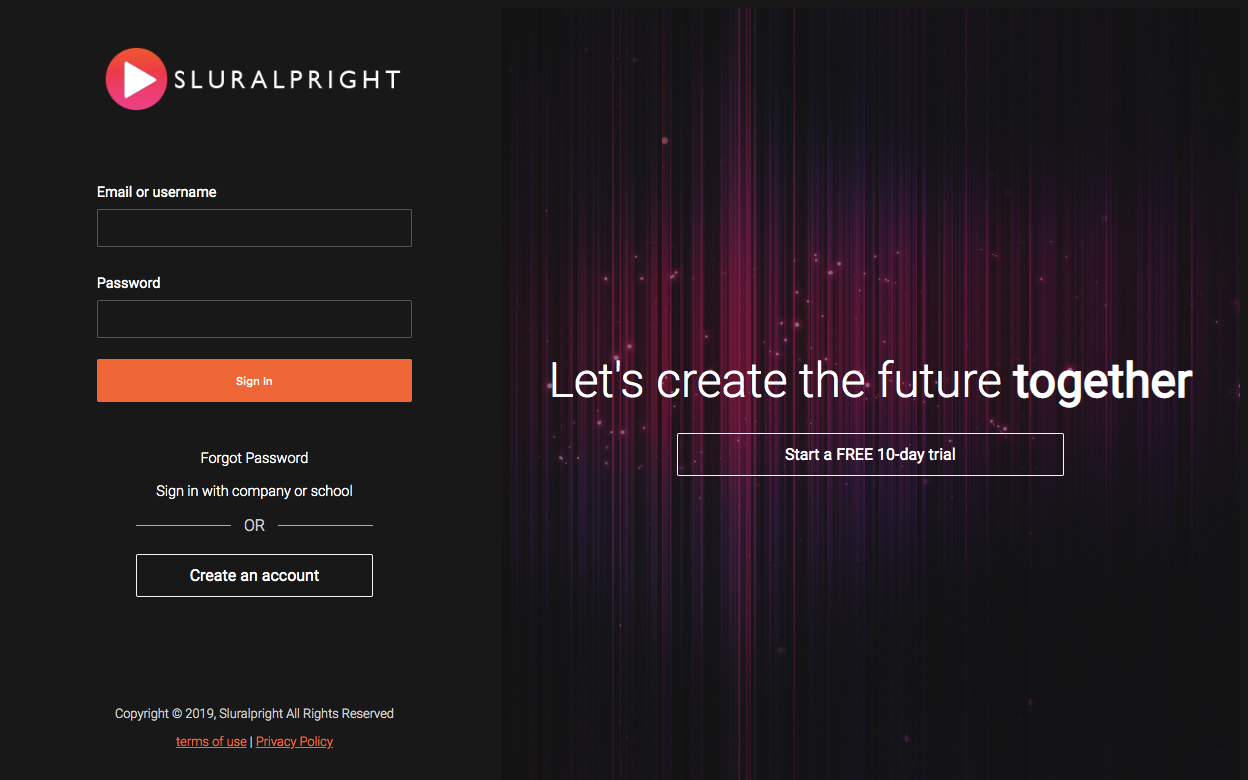 SLURALPRIGHT
Email or username
Password
Sign In
Forgot Password
Sign in with company or school
OR
Create an account
Copyright © 2019, Sluralpright All Rights Reserved
terms of use | Privacy Policy
Let's create the future together
Start a FREE 10-day trial